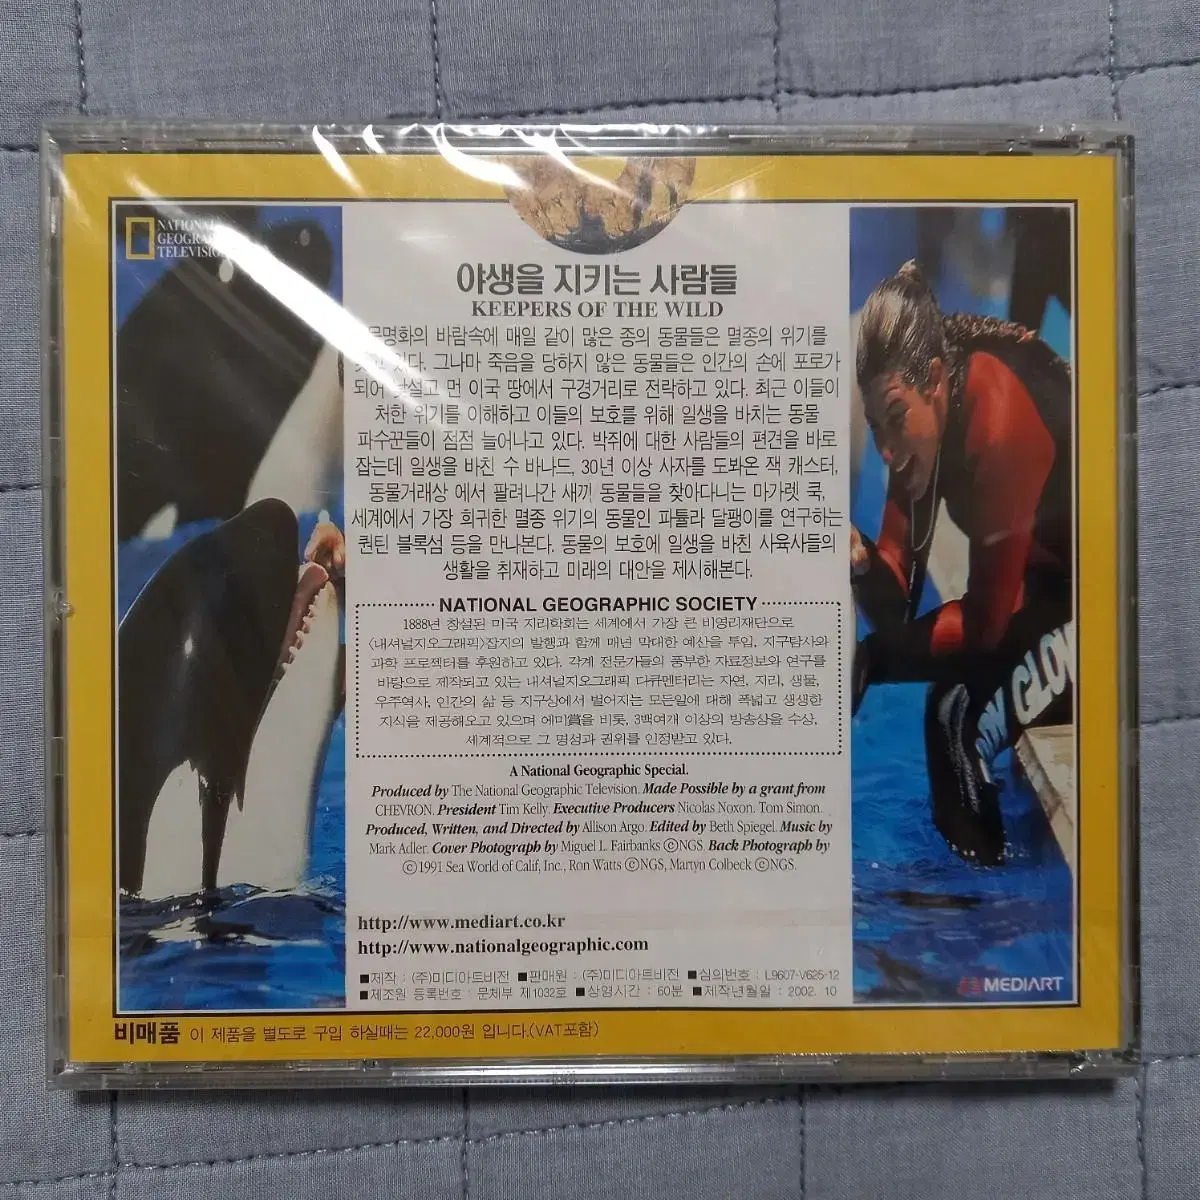 NATIONAL
GEOGRAPHIC
TELEVISION
야생을 지키는 사람들
KEEPERS OF THE WILD
바람속에 매일 같이 많은 종의 동물들은 멸종의 위기를
있다. 그나마 죽음을 당하지 않은 동물들은 인간의 손에 포로가
되어 낯설고 먼 이국 땅에서 구경거리로 전락하고 있다. 최근 이들이
처한 위기를 이해하고 이들의 보호를 위해 일생을 바치는 동물
파수꾼들이 점점 늘어나고 있다. 박쥐에 대한 사람들의 편견을 바로
잡는데 일생을 바친 수 바나드, 30년 이상 사자를 도봐온 잭 캐스터,
동물거래상 에서 팔려나간 새끼 동물들을 찾아다니는 마가렛 쿡,
세계에서 가장 희귀한 멸종 위기의 동물인 파튤라 달팽이를 연구하는
퀀틴 블록섬 등을 만나본다. 동물의 보호에 일생을 바친 사육사들의
생활을 취재하고 미래의 대안을 제시해본다.
NATIONAL GEOGRAPHIC SOCIETY
1888년 창설된 미국 지리학회는 세계에서 가장 큰 비영리재단으로
<내셔널지오그래픽>잡지의 발행과 함께 매년 막대한 예산을 투입, 지구탐사와
과학 프로젝터를 후원하고 있다. 각계 전문가들의 풍부한 자료정보와 연구를
바탕으로 제작되고 있는 내셔널지오그래픽 다큐멘터리는 자연, 지리, 생물,
우주역사, 인간의 삶 등 지구상에서 벌어지는 모든일에 대해 폭넓고 생생한
지식을 제공해오고 있으며 에미賞을 비롯, 3백여개 이상의 방송상을 수상,
세계적으로 그 명성과 권위를 인정받고 있다.
A National Geographic Special.
Produced by The National Geographic Television. Made Possible by a grant from
CHEVRON. President Tim Kelly. Executive Producers Nicolas Noxon. Tom Simon.
Produced, Written, and Directed by Allison Argo. Edited by Beth Spiegel. Music by
Mark Adler. Cover Photograph by Miguel L. Fairbanks ⓒNGS. Back Photograph by
ⓒ1991 Sea World of Calif, Inc., Ron Watts ⓒNGS, Martyn Colbeck ⓒNGS.
http://www.mediart.co.kr
http://www.nationalgeographic.com
■제작 : (주)미디아트비전 ■판매원 : (주)미디아트비전 ■심의번호 : L9607-V625-12
■제조원 등록번호 : 문체부 제1032호 ■상영시간 : 60분 ■제작년월일 : 2002. 10
MEDIART
비매품 이 제품을 별도로 구입 하실때는 22,000원 입니다.(VAT포함)
BODY GLOV